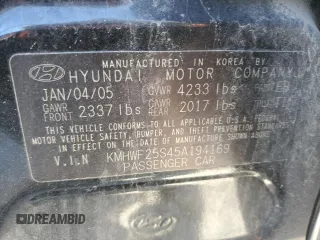 MANUFACTURED IN KOREA BY
HYUNDAI MOTOR COMPANY
JAN/04/05 GVWR 4233 lbs
GAWR FRONT 2337 lbs GAWR REAR 2017 lbs
THIS VEHICLE CONFORMS TO ALL APPLICABLE U.S. FEDERAL
MOTOR VEHICLE SAFETY, BUMPER, AND THEFT PREVENTION STANDARDS
IN EFFECT ON THE DATE OF MANUFACTURE SHOWN ABOVE
V.I.N KMHWF25S45A194169
PASSENGER CAR
DREAMBID